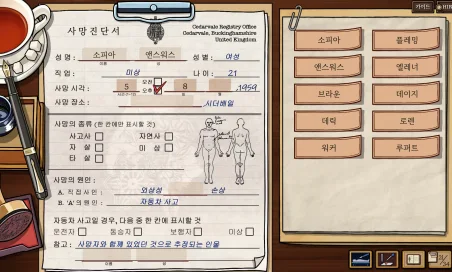 가이드
사 망 진 단 서
Cedarvale Registry Office
Cedarvale, Buckinghamshire
United Kingdom
성 명 : 소피아 앤스워스 성 별 : 여성
직 업 : 미상 나 이 : 21
사망 시각 : 5 오전 오후 8 ,1959
사망 장소 : ,시더배일
사망의 종류 (한 칸에만 표시할 것)
사고사 자연사
자 살 미 상
타 살
사망의 원인 :
A. 직접사인 : 외상성 손상
B. 'A'의 원인 : 자동차 사고
자동차 사고일 경우, 다음 중 한 칸에 표시할 것
운전자 동승자 보행자 미상
참고 : 사망자와 함께 있었던 것으로 추정되는 인물
소피아
플레밍
앤스워스
엘레너
브라운
데이지
데릭
로렌
워커
루퍼트